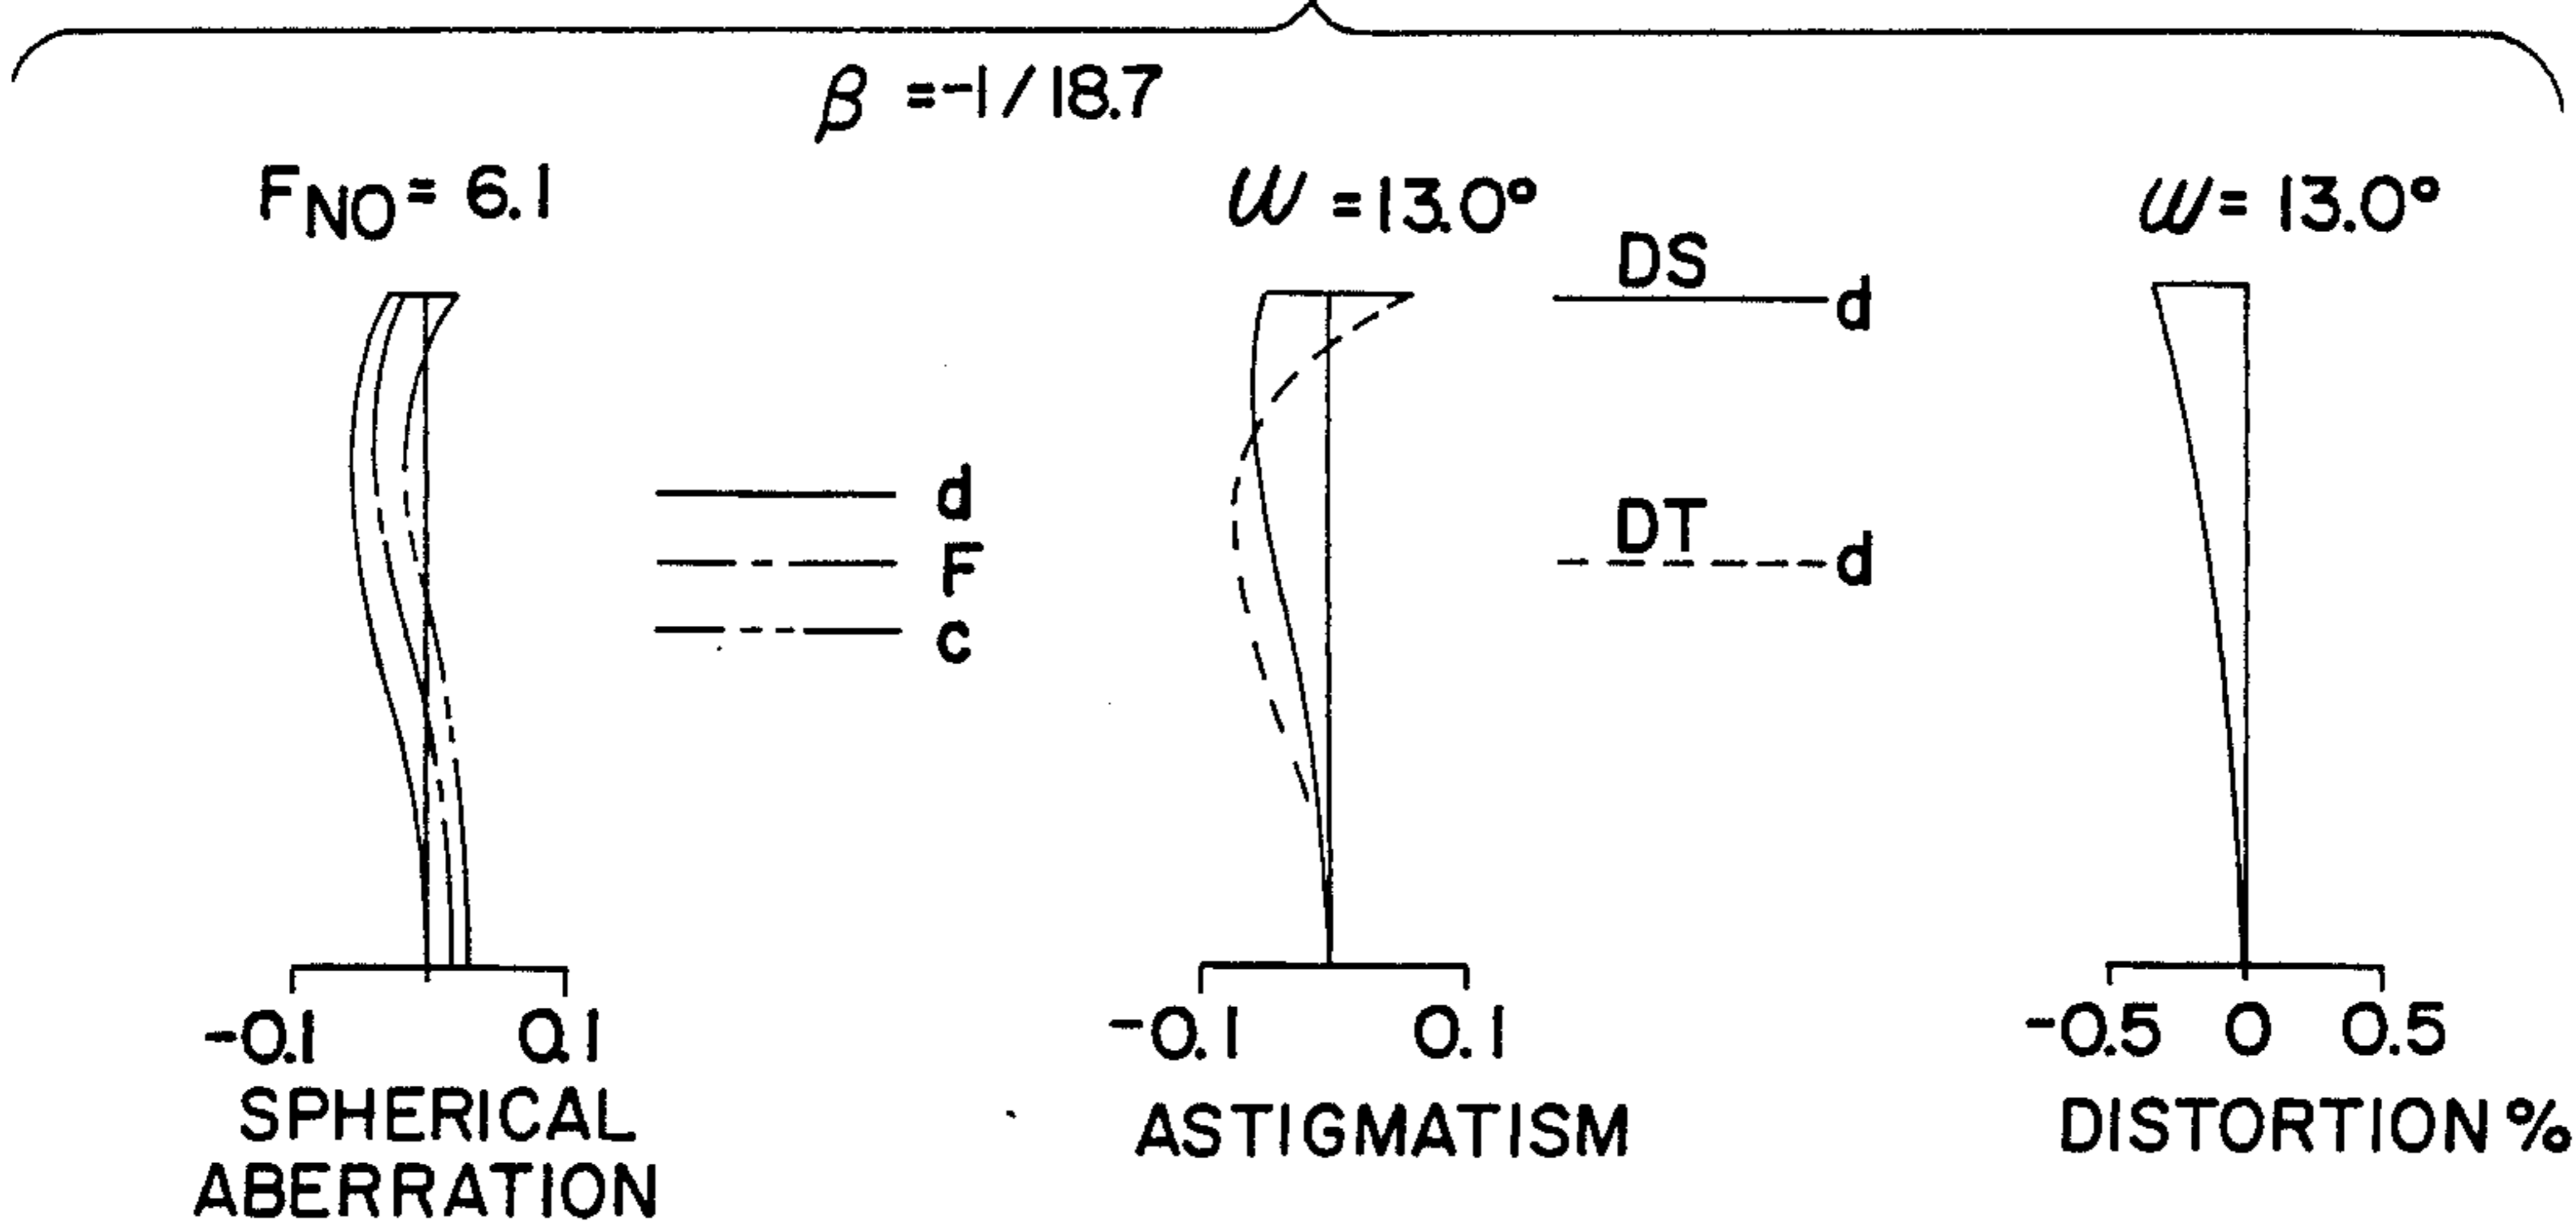 β = -1/18.7
FNO = 6.1
ω = 13.0°
ω = 13.0°
DS
d
d
F
c
DT
d
-0.1 0.1
-0.1 0.1
-0.5 0 0.5
SPHERICAL
ABERRATION
ASTIGMATISM
DISTORTION %